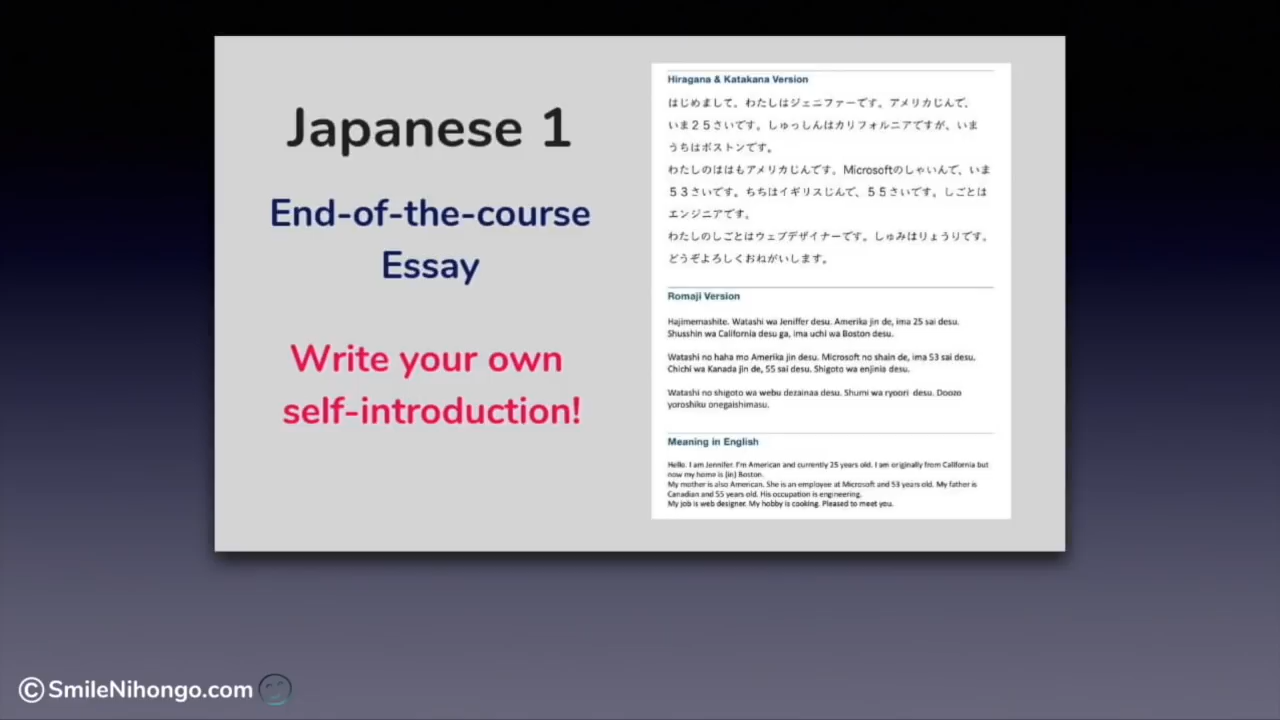 Japanese 1
End-of-the-course
Essay
Write your own
self-introduction!
Hiragana & Katakana Version
はじめまして。わたしはジェニファーです。アメリカじんで、
いま２５さいです。しゅっしんはカリフォルニアですが、いま
うちはボストンです。
わたしのははもアメリカじんです。Microsoftのしゃいんで、いま
５３さいです。ちちはイギリスじんで、５５さいです。しごとは
エンジニアです。
わたしのしごとはウェブデザイナーです。しゅみはりょうりです。
どうぞよろしくおねがいします。
Romaji Version
Hajimemashite. Watashi wa Jeniffer desu. Amerika jin de, ima 25 sai desu.
Shusshin wa California desu ga, ima uchi wa Boston desu.
Watashi no haha mo Amerika jin desu. Microsoft no shain de, ima 53 sai desu.
Chichi wa Kanada jin de, 55 sai desu. Shigoto wa enjinia desu.
Watashi no shigoto wa webu dezainaa desu. Shumi wa ryoori desu. Doozo
yoroshiku onegaishimasu.
Meaning in English
Hello. I am Jennifer. I'm American and currently 25 years old. I am originally from California but
now my home is (in) Boston.
My mother is also American. She is an employee at Microsoft and 53 years old. My father is
Canadian and 55 years old. His occupation is engineering.
My job is web designer. My hobby is cooking. Pleased to meet you.
©SmileNihongo.com